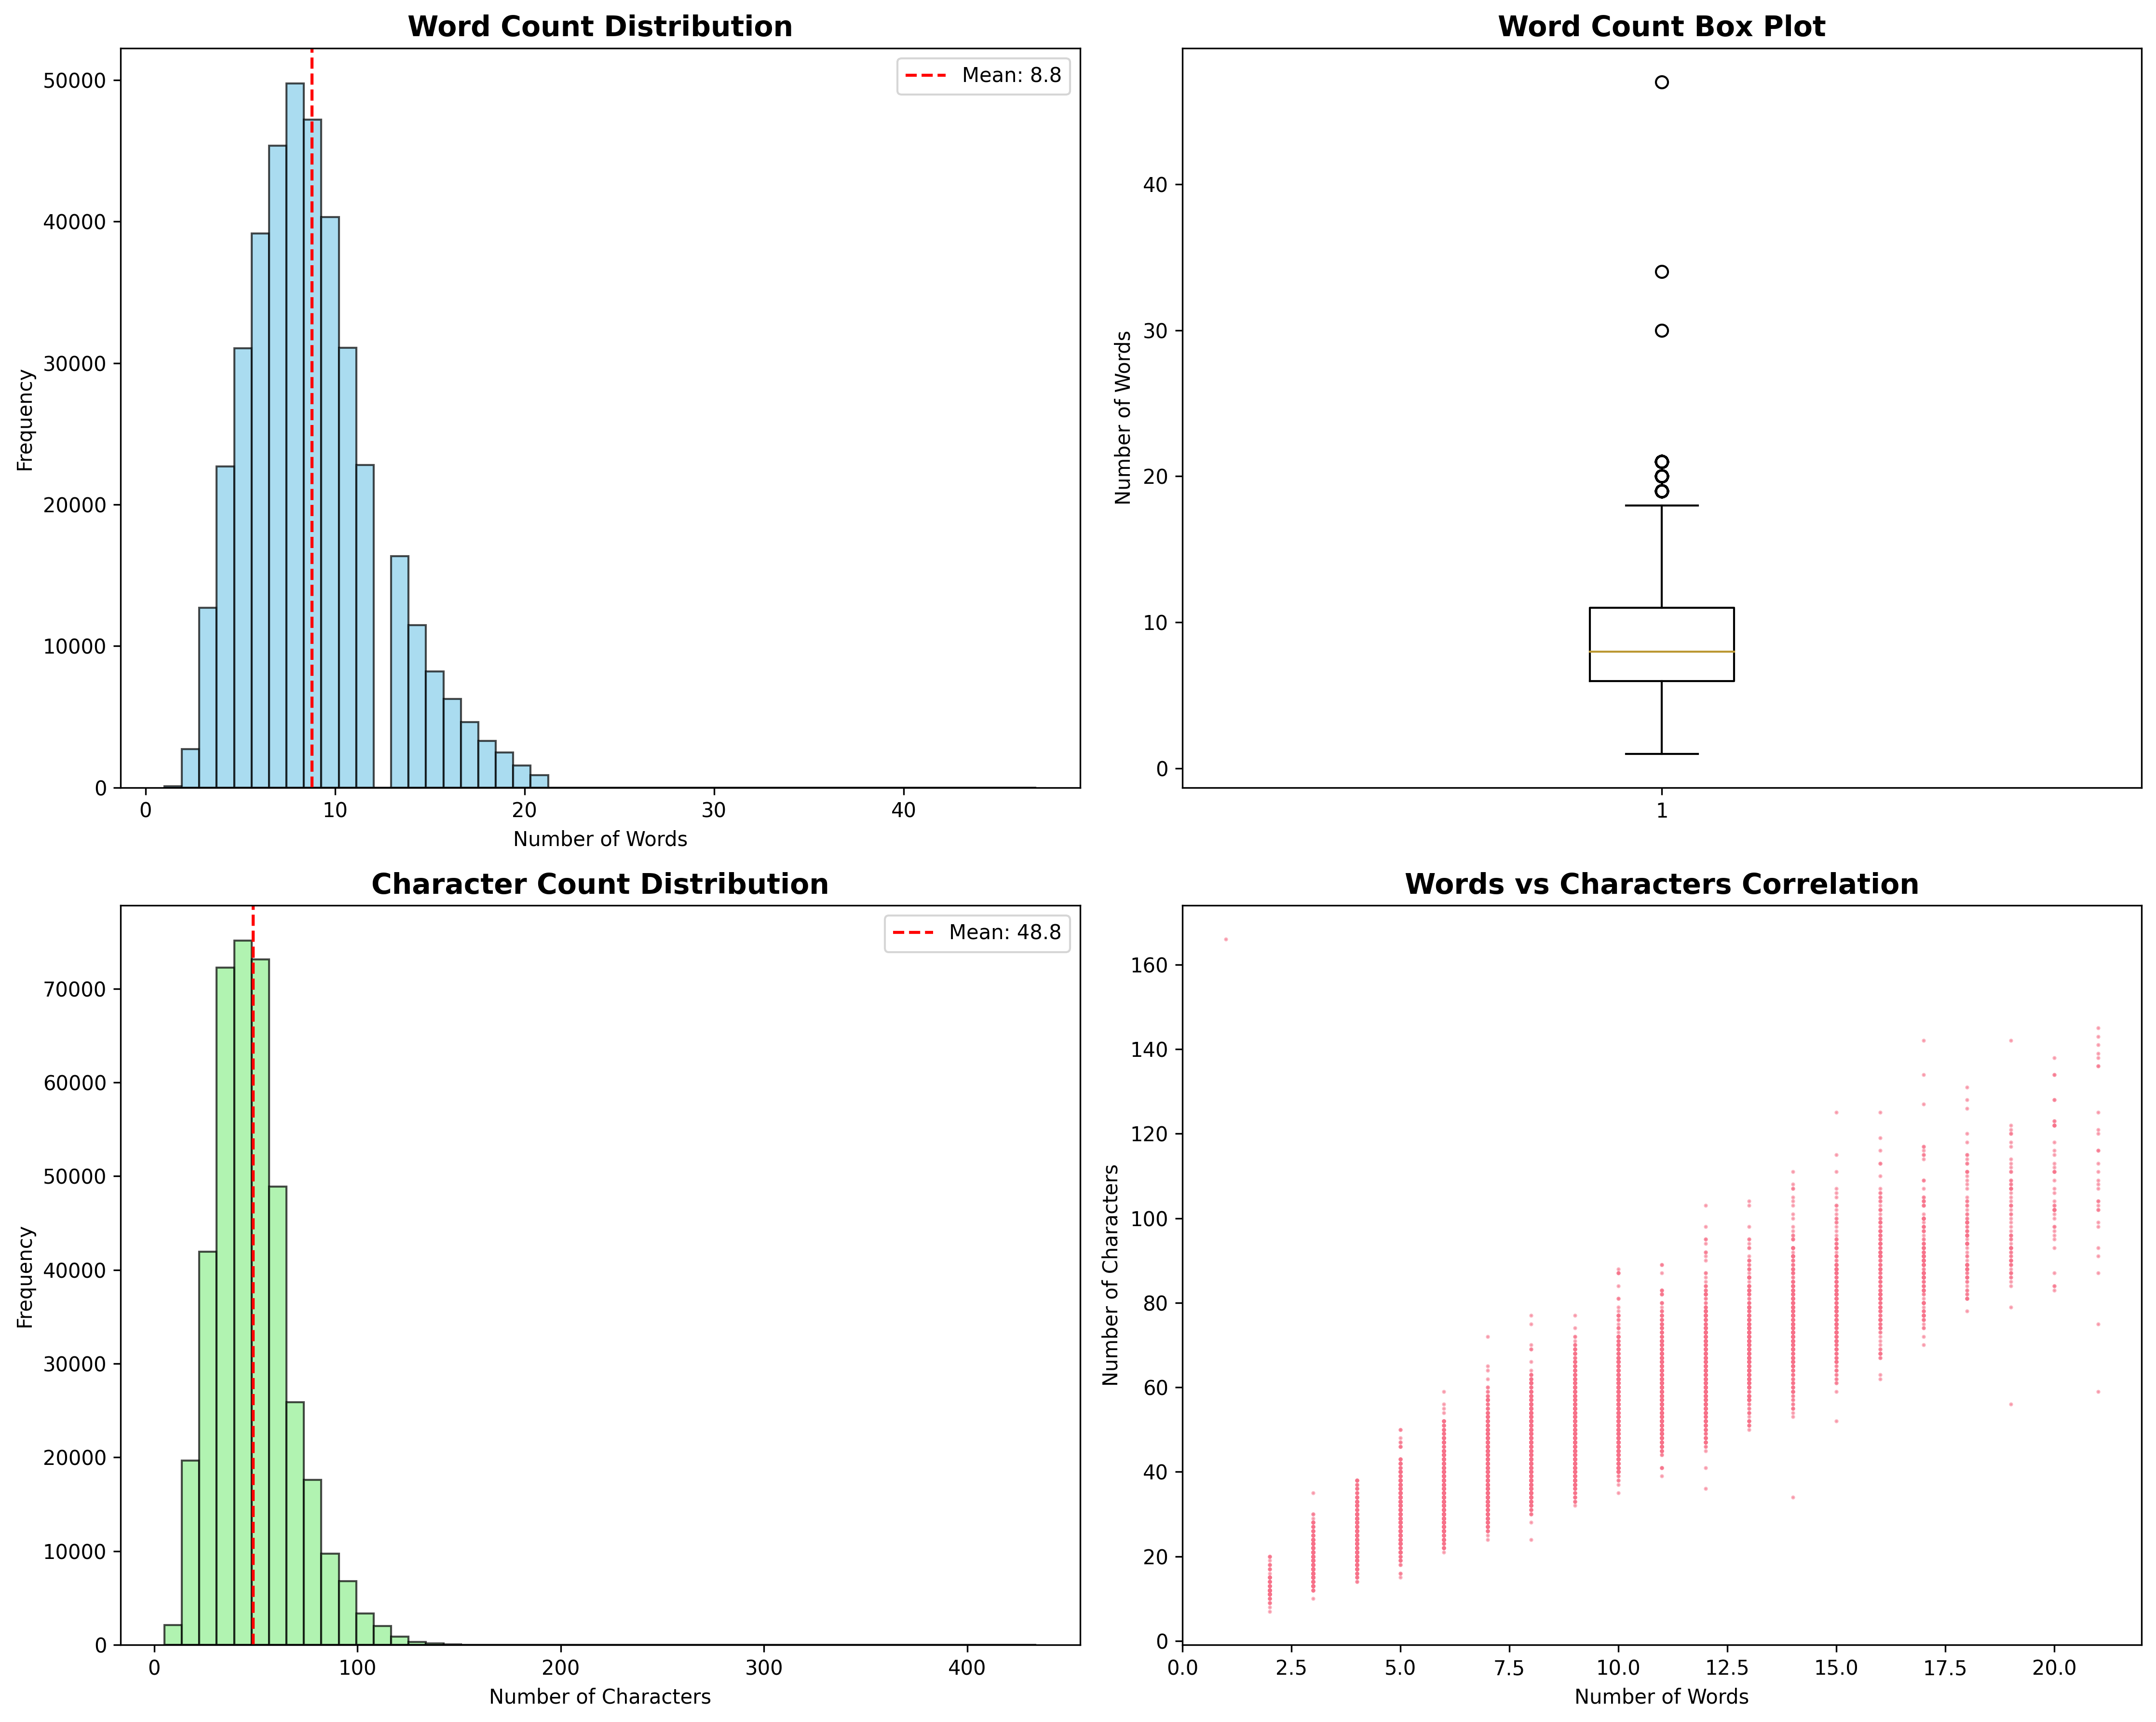 Word Count Distribution
50000
40000
30000
20000
10000
0
Frequency
Mean: 8.8
0 10 20 30 40
Number of Words
Word Count Box Plot
40
30
20
10
0
Number of Words
1
Character Count Distribution
70000
60000
50000
40000
30000
20000
10000
0
Frequency
Mean: 48.8
0 100 200 300 400
Number of Characters
Words vs Characters Correlation
160
140
120
100
80
60
40
20
0
Number of Characters
0.0 2.5 5.0 7.5 10.0 12.5 15.0 17.5 20.0
Number of Words